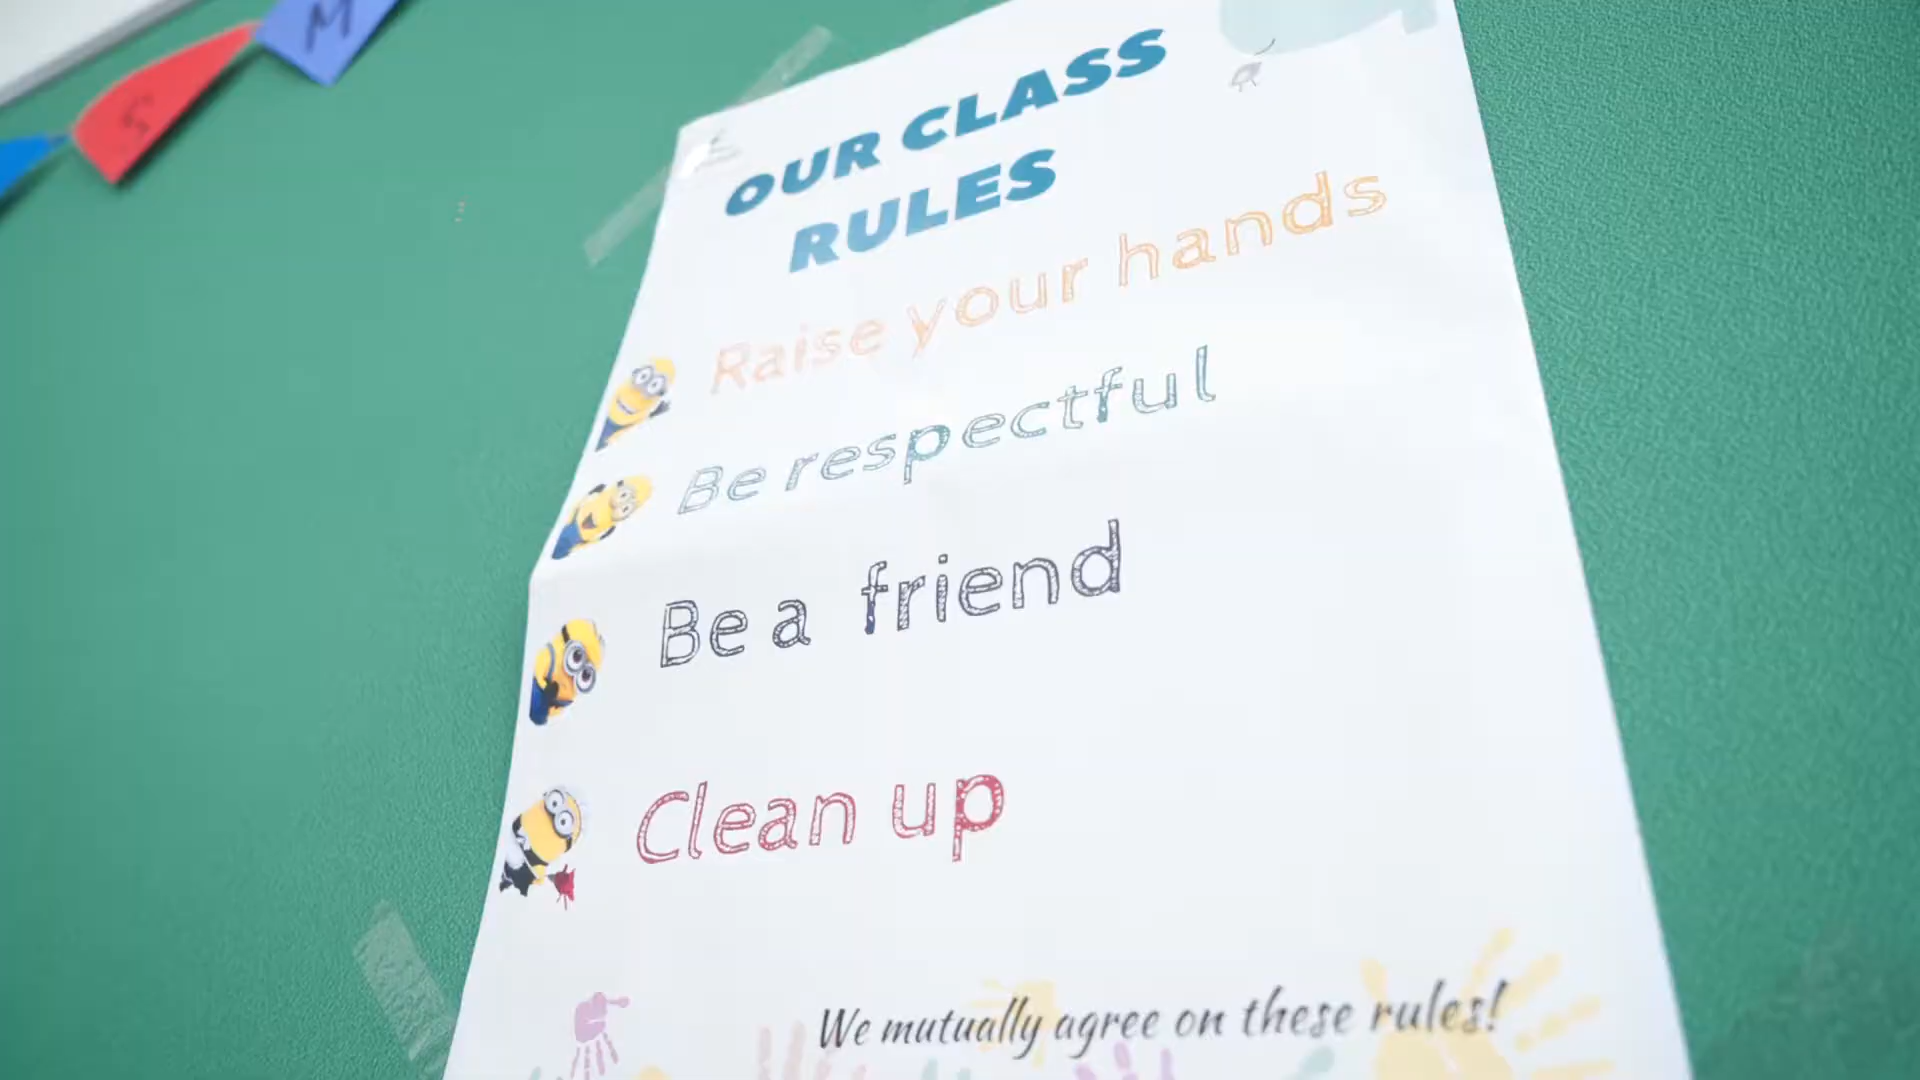 M
S
OUR CLASS
RULES
Raise your hands
Be respectful
Be a friend
Clean up
We mutually agree on these rules!